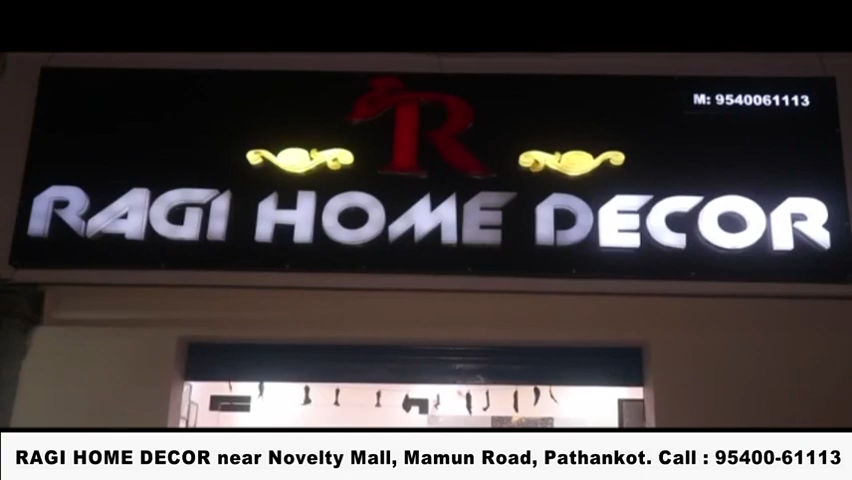 M: 9540061113
R
RAGI HOME DECOR
RAGI HOME DECOR near Novelty Mall, Mamun Road, Pathankot. Call : 95400-61113